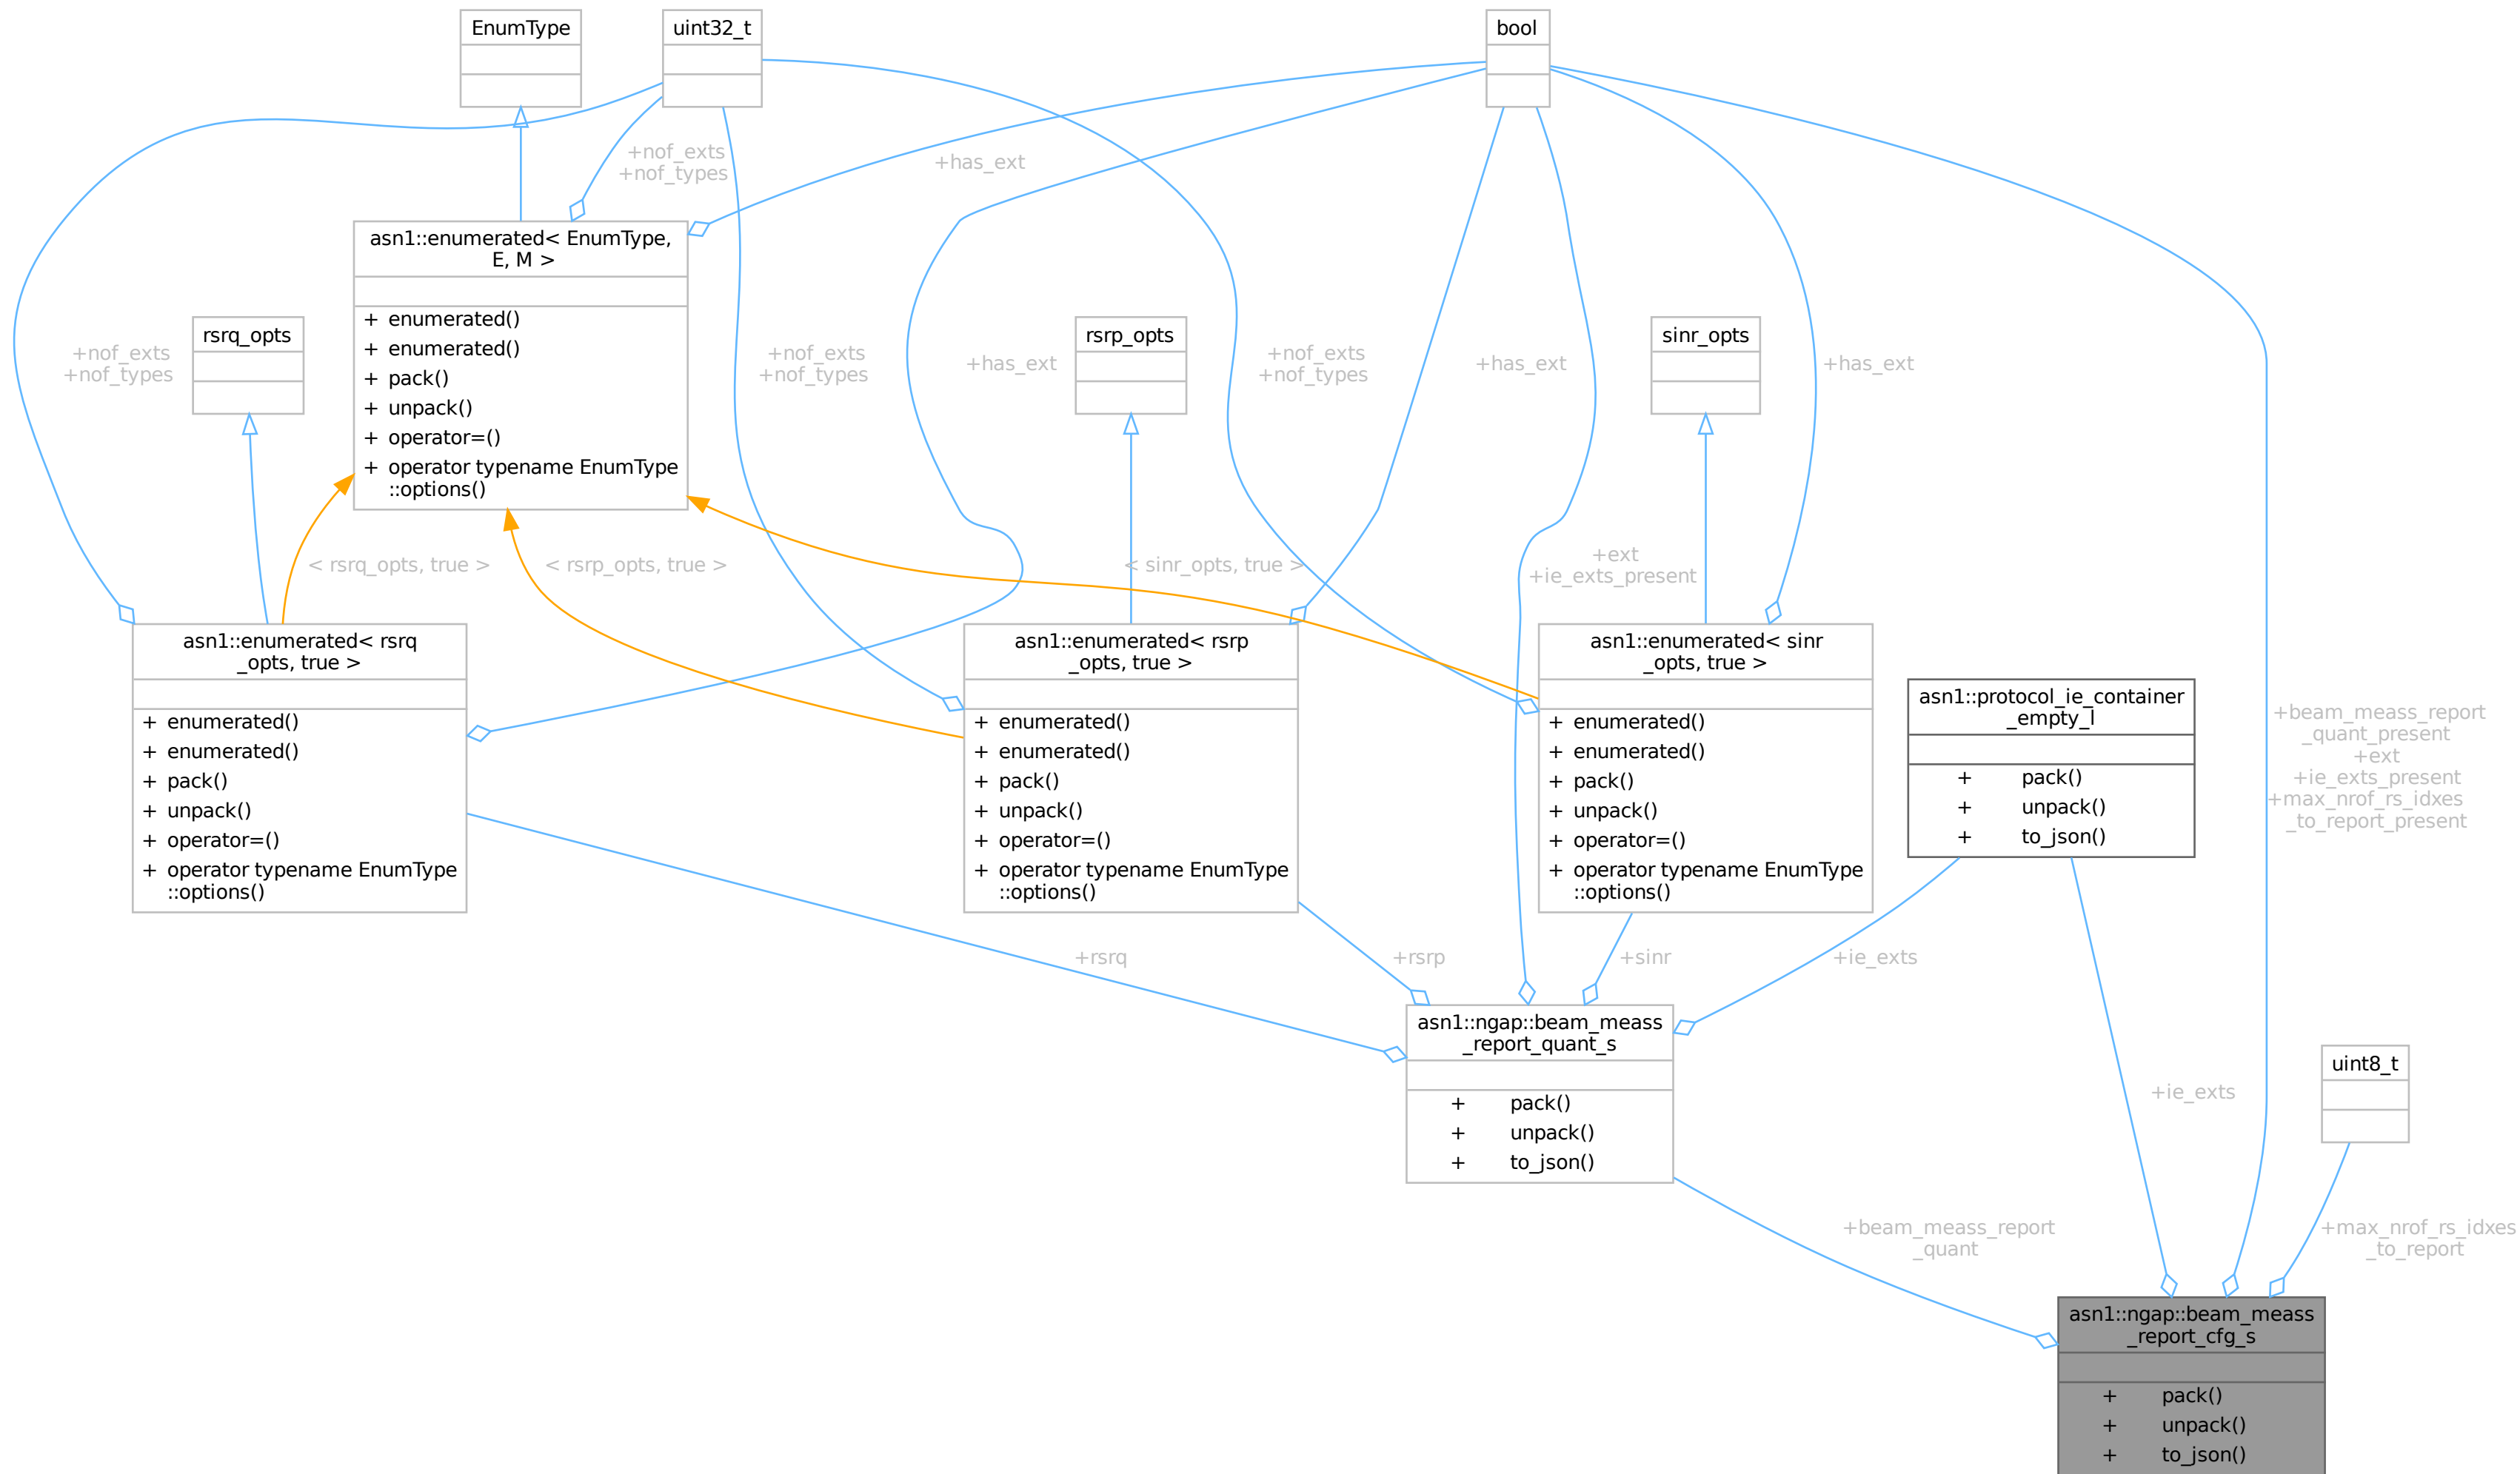 EnumType
uint32_t
bool
+nof_exts
+nof_types
+has_ext
asn1::enumerated< EnumType,
E, M >
+ enumerated()
+ enumerated()
+ pack()
+ unpack()
+ operator=()
+ operator typename EnumType
::options()
rsrq_opts
rsrp_opts
sinr_opts
+nof_exts
+nof_types
+nof_exts
+nof_types
+has_ext
+nof_exts
+nof_types
+has_ext
+has_ext
< rsrq_opts, true >
< rsrp_opts, true >
< sinr_opts, true >
+ext
+ie_exts_present
asn1::enumerated< rsrq
_opts, true >
+ enumerated()
+ enumerated()
+ pack()
+ unpack()
+ operator=()
+ operator typename EnumType
::options()
asn1::enumerated< rsrp
_opts, true >
+ enumerated()
+ enumerated()
+ pack()
+ unpack()
+ operator=()
+ operator typename EnumType
::options()
asn1::enumerated< sinr
_opts, true >
+ enumerated()
+ enumerated()
+ pack()
+ unpack()
+ operator=()
+ operator typename EnumType
::options()
asn1::protocol_ie_container
_empty_l
+ pack()
+ unpack()
+ to_json()
+beam_meass_report
_quant_present
+ext
+ie_exts_present
+max_nrof_rs_idxes
_to_report_present
+rsrq
+rsrp
+sinr
+ie_exts
asn1::ngap::beam_meass
_report_quant_s
+ pack()
+ unpack()
+ to_json()
+ie_exts
uint8_t
+beam_meass_report
_quant
+max_nrof_rs_idxes
_to_report
asn1::ngap::beam_meass
_report_cfg_s
+ pack()
+ unpack()
+ to_json()